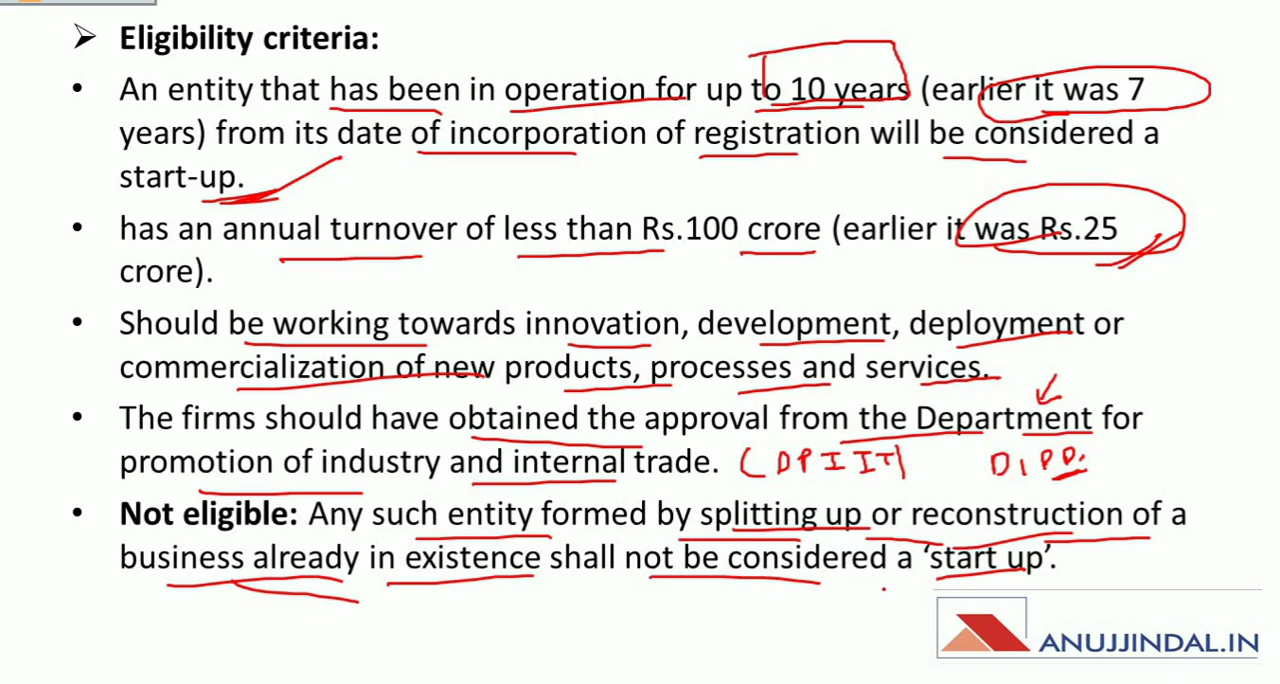 ➢ Eligibility criteria:
• An entity that has been in operation for up to 10 years (earlier it was 7
years) from its date of incorporation of registration will be considered a
start-up.
• has an annual turnover of less than Rs.100 crore (earlier it was Rs.25
crore).
• Should be working towards innovation, development, deployment or
commercialization of new products, processes and services.
• The firms should have obtained the approval from the Department for
promotion of industry and internal trade. (DPIIT) DIPP.
• Not eligible: Any such entity formed by splitting up or reconstruction of a
business already in existence shall not be considered a ‘start up’.
ANUJJINDAL.IN